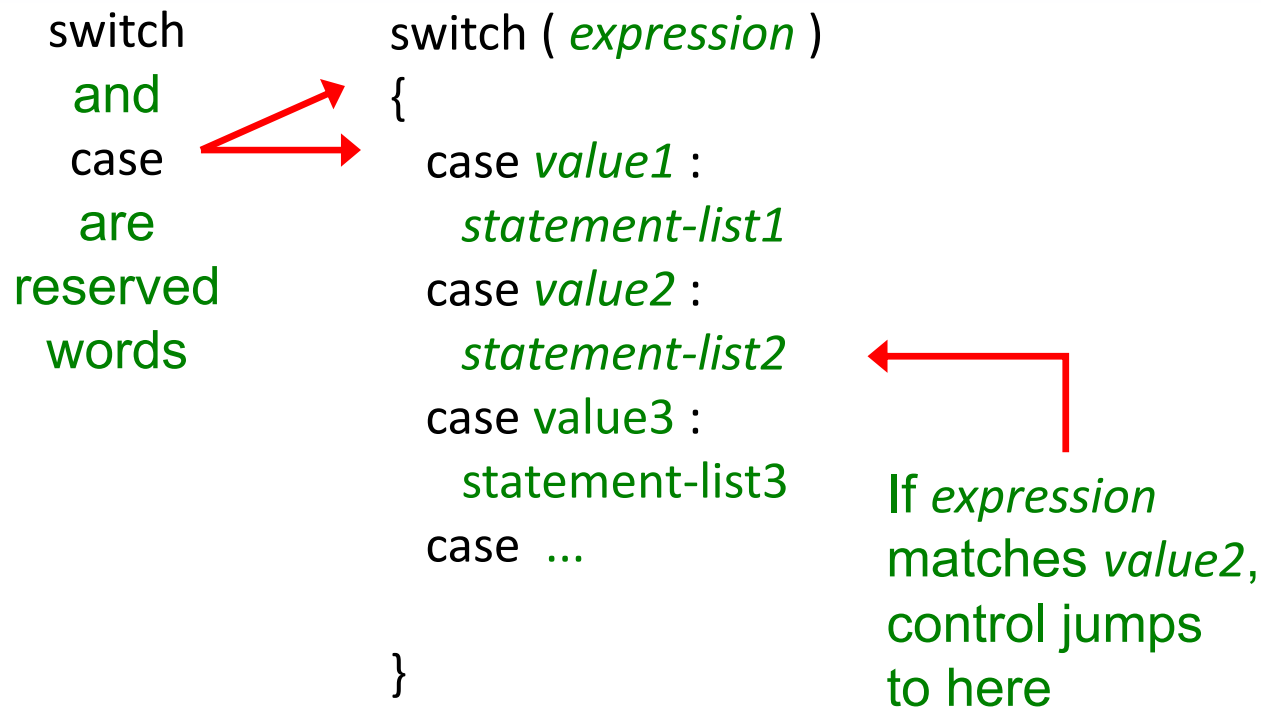 switch
and
case
are
reserved
words
switch ( expression )
{
case value1 :
statement-list1
case value2 :
statement-list2
case value3 :
statement-list3
case ...
}
If expression
matches value2,
control jumps
to here